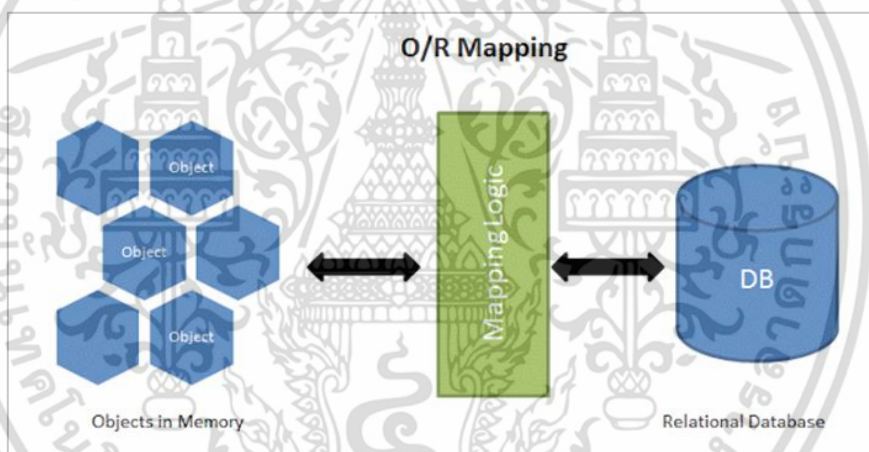 O/R Mapping
Object
Object
Object
Mapping Logic
DB
Objects in Memory
Relational Database